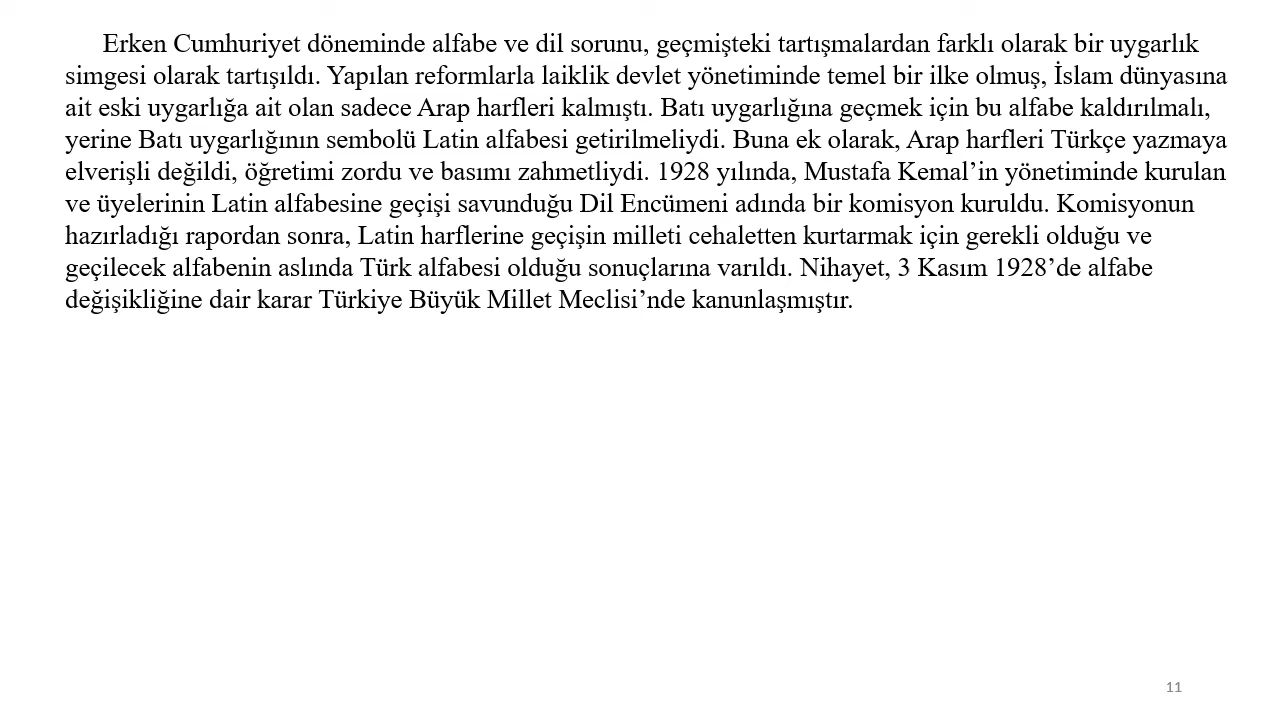 Erken Cumhuriyet döneminde alfabe ve dil sorunu, geçmişteki tartışmalardan farklı olarak bir uygarlık
simgesi olarak tartışıldı. Yapılan reformlarla laiklik devlet yönetiminde temel bir ilke olmuş, İslam dünyasına
ait eski uygarlığa ait olan sadece Arap harfleri kalmıştı. Batı uygarlığına geçmek için bu alfabe kaldırılmalı,
yerine Batı uygarlığının sembolü Latin alfabesi getirilmeliydi. Buna ek olarak, Arap harfleri Türkçe yazmaya
elverişli değildi, öğretimi zordu ve basımı zahmetliydi. 1928 yılında, Mustafa Kemal’in yönetiminde kurulan
ve üyelerinin Latin alfabesine geçişi savunduğu Dil Encümeni adında bir komisyon kuruldu. Komisyonun
hazırladığı rapordan sonra, Latin harflerine geçişin milleti cehaletten kurtarmak için gerekli olduğu ve
geçilecek alfabenin aslında Türk alfabesi olduğu sonuçlarına varıldı. Nihayet, 3 Kasım 1928’de alfabe
değişikliğine dair karar Türkiye Büyük Millet Meclisi’nde kanunlaşmıştır.
11